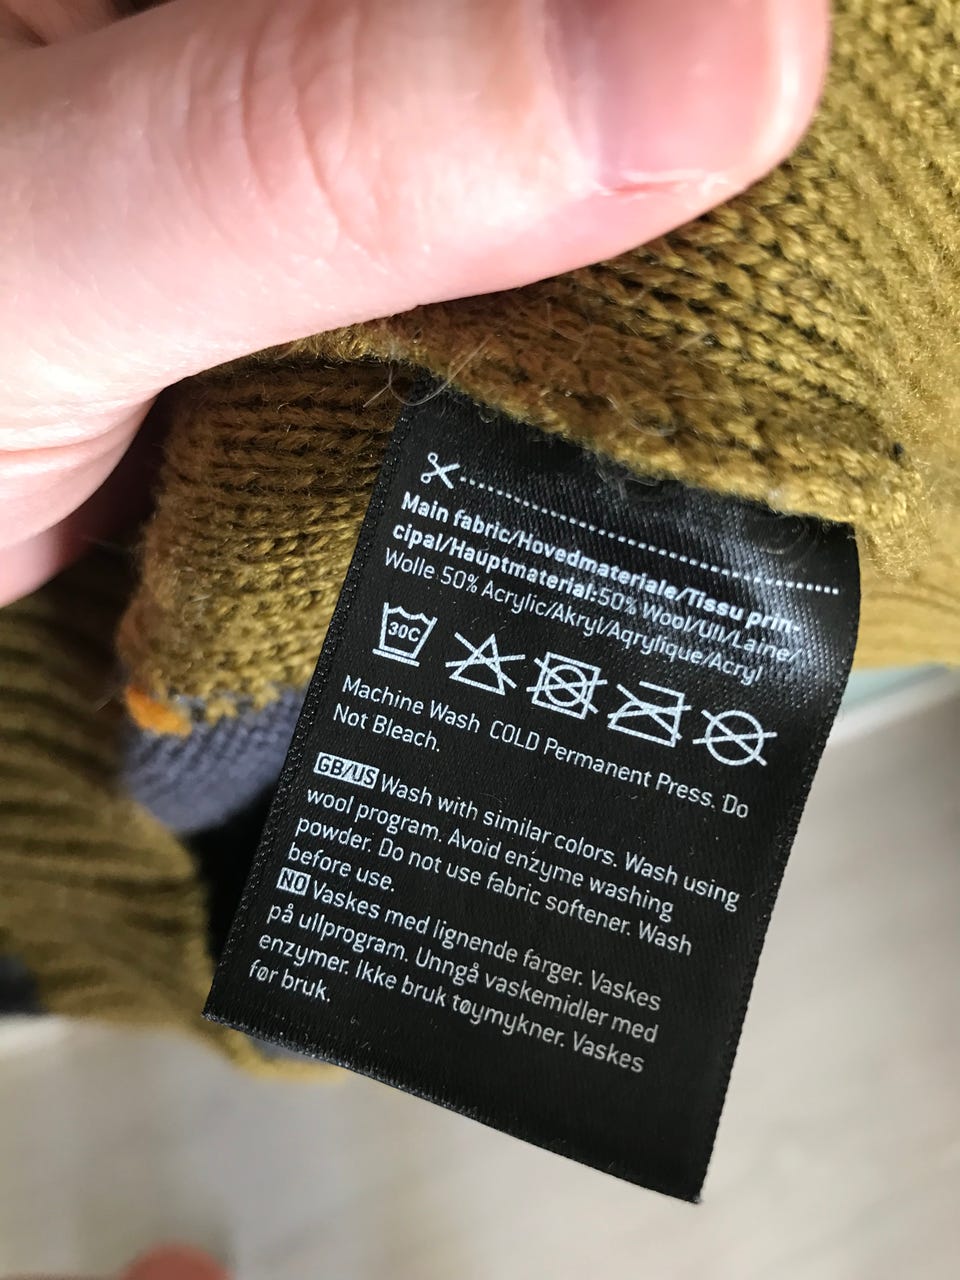 Main fabric/Hovedmateriale/Tissu prin-
cipal/Hauptmaterial:50% Wool/Ull/Laine/
Wolle 50% Acrylic/Akryl/Aqrylique/Acryl
30C
Machine Wash COLD Permanent Press. Do
Not Bleach.
GB/US Wash with similar colors. Wash using
wool program. Avoid enzyme washing
powder. Do not use fabric softener. Wash
before use.
NO Vaskes med lignende farger. Vaskes
på ullprogram. Unngå vaskemidler med
enzymer. Ikke bruk tøymykner. Vaskes
før bruk.